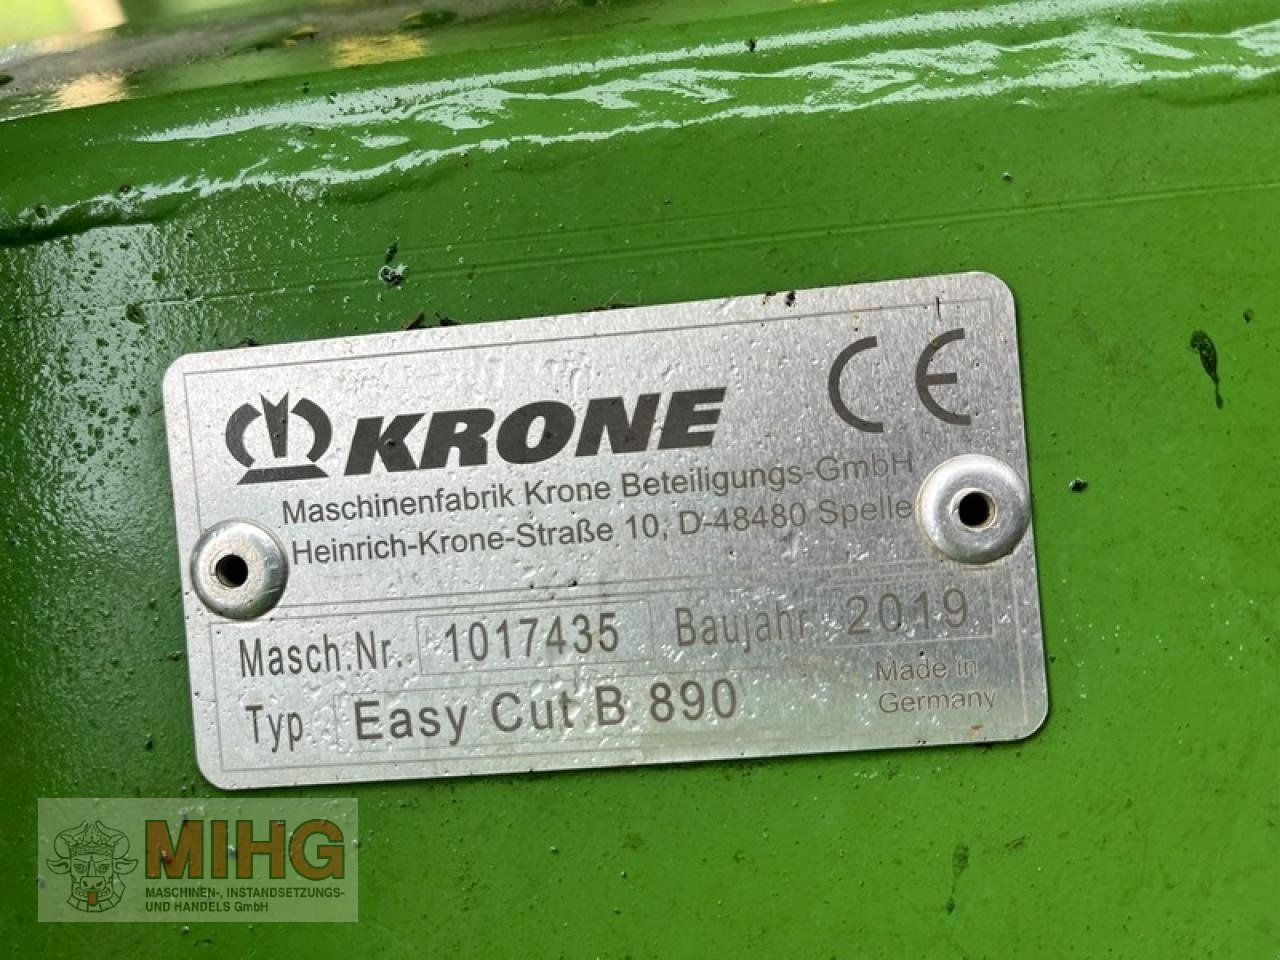 KRONE CE
Maschinenfabrik Krone Beteiligungs-GmbH
Heinrich-Krone-Straße 10, D-48480 Spelle
Masch.Nr.. 1017435 Baujahr 2019
Typ Easy Cut B 890
Made in
Germany
MIHG
MASCHINEN-, INSTANDSETZUNGS-
UND HANDELS GmbH